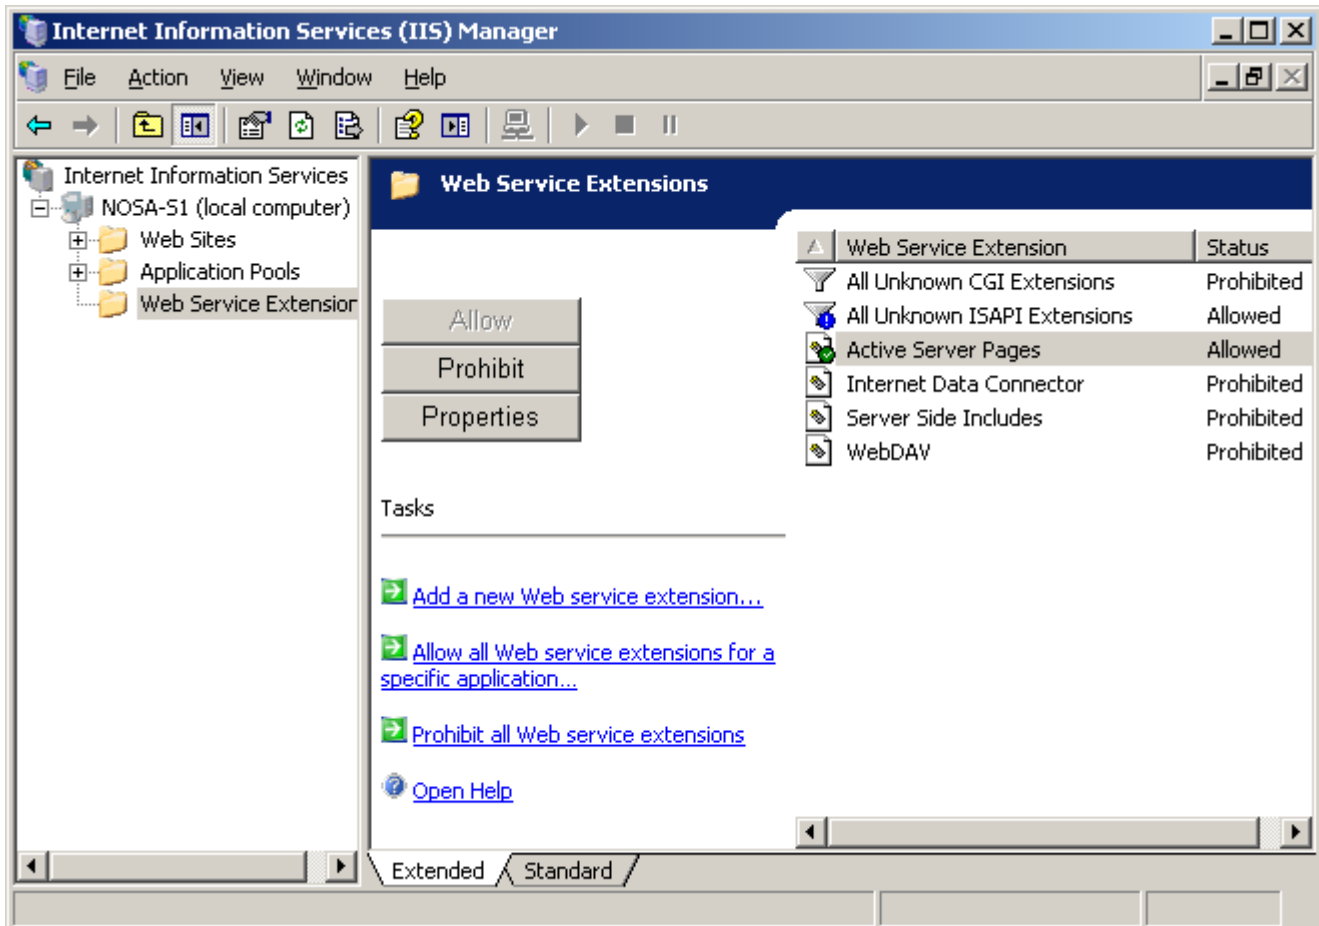 Internet Information Services (IIS) Manager
File Action View Window Help
Internet Information Services
NOSA-S1 (local computer)
Web Sites
Application Pools
Web Service Extension
Web Service Extensions
Allow
Prohibit
Properties
Tasks
Add a new Web service extension...
Allow all Web service extensions for a
specific application...
Prohibit all Web service extensions
Open Help
Web Service Extension Status
All Unknown CGI Extensions Prohibited
All Unknown ISAPI Extensions Allowed
Active Server Pages Allowed
Internet Data Connector Prohibited
Server Side Includes Prohibited
WebDAV Prohibited
Extended Standard